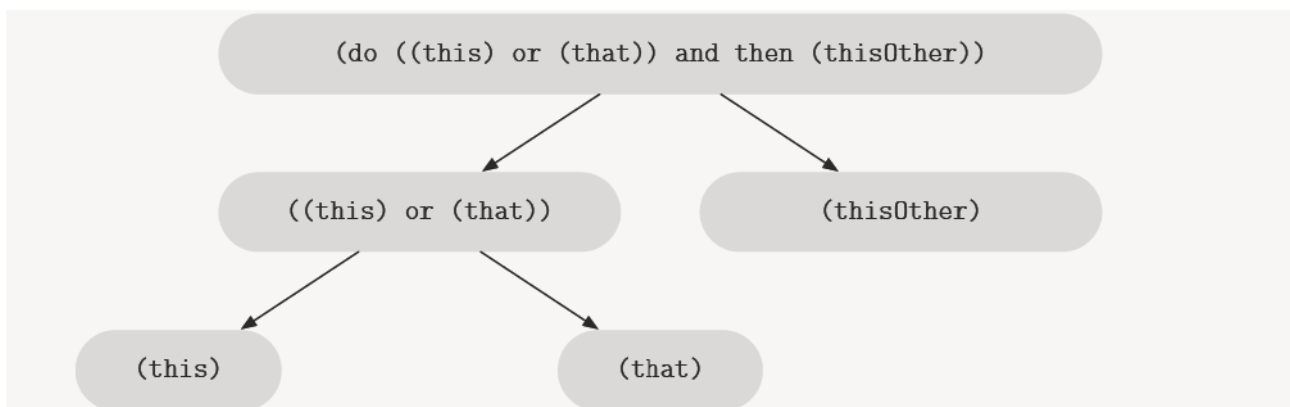 (do ((this) or (that)) and then (thisOther))
((this) or (that))
(thisOther)
(this)
(that)